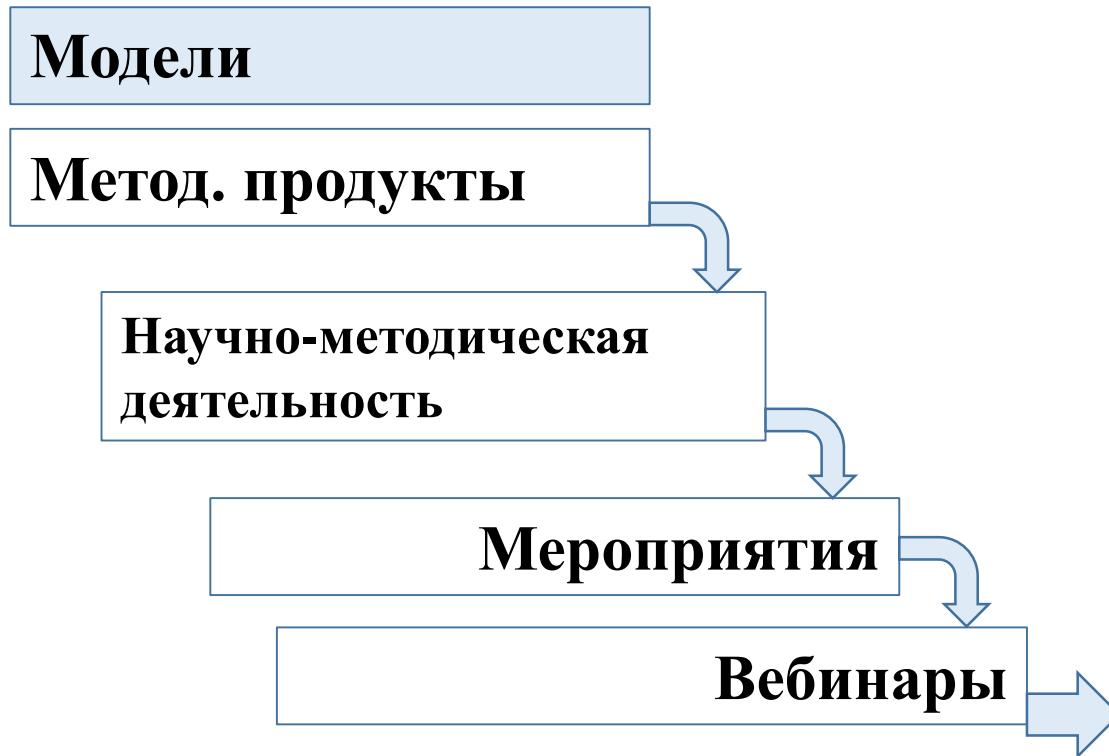 Модели
Метод. продукты
Научно-методическая
деятельность
Мероприятия
Вебинары